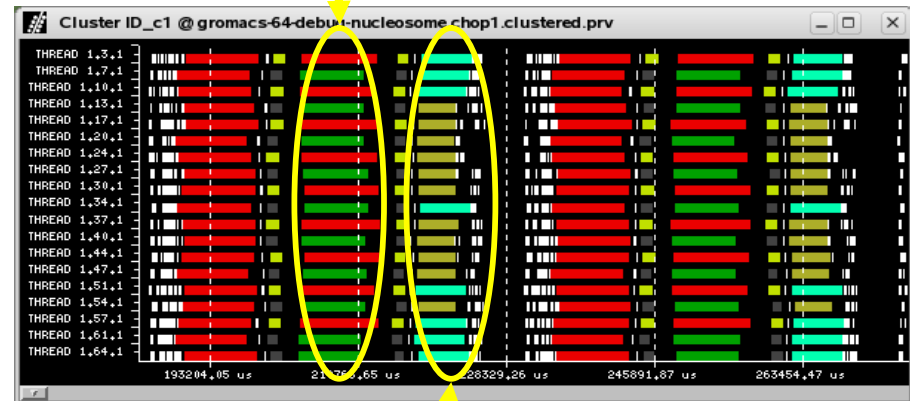 Cluster ID_c1 @ gromacs-64-debug-nucleosome.chop1.clustered.prv
THREAD 1.3.1
THREAD 1.7.1
THREAD 1.10.1
THREAD 1.13.1
THREAD 1.17.1
THREAD 1.20.1
THREAD 1.24.1
THREAD 1.27.1
THREAD 1.30.1
THREAD 1.34.1
THREAD 1.37.1
THREAD 1.40.1
THREAD 1.44.1
THREAD 1.47.1
THREAD 1.51.1
THREAD 1.54.1
THREAD 1.57.1
THREAD 1.61.1
THREAD 1.64.1
193204,05 us 228329,26 us 245891,87 us 263454,47 us